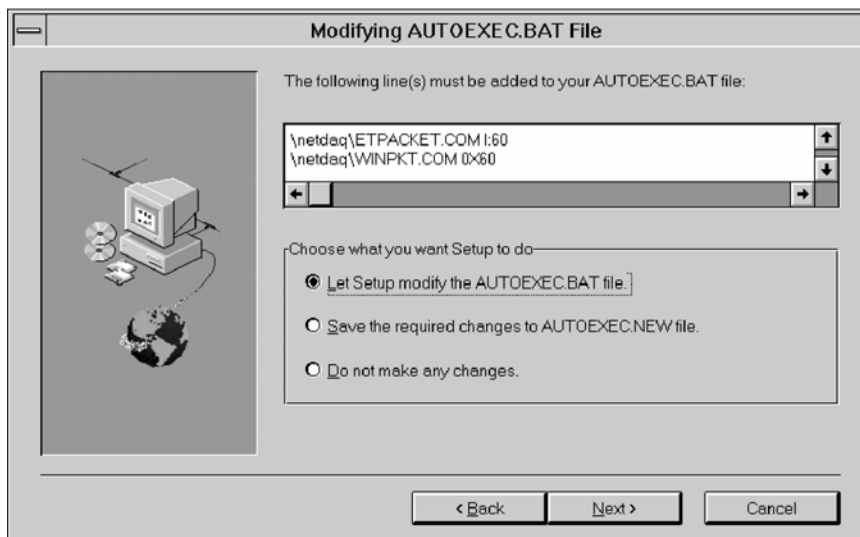 Modifying AUTOEXEC.BAT File
The following line(s) must be added to your AUTOEXEC.BAT file:
\netdaq\ETPACKET.COM I:60
\netdaq\WINPKT.COM 0X60
Choose what you want Setup to do
Let Setup modify the AUTOEXEC.BAT file.
Save the required changes to AUTOEXEC.NEW file.
Do not make any changes.
< Back
Next >
Cancel